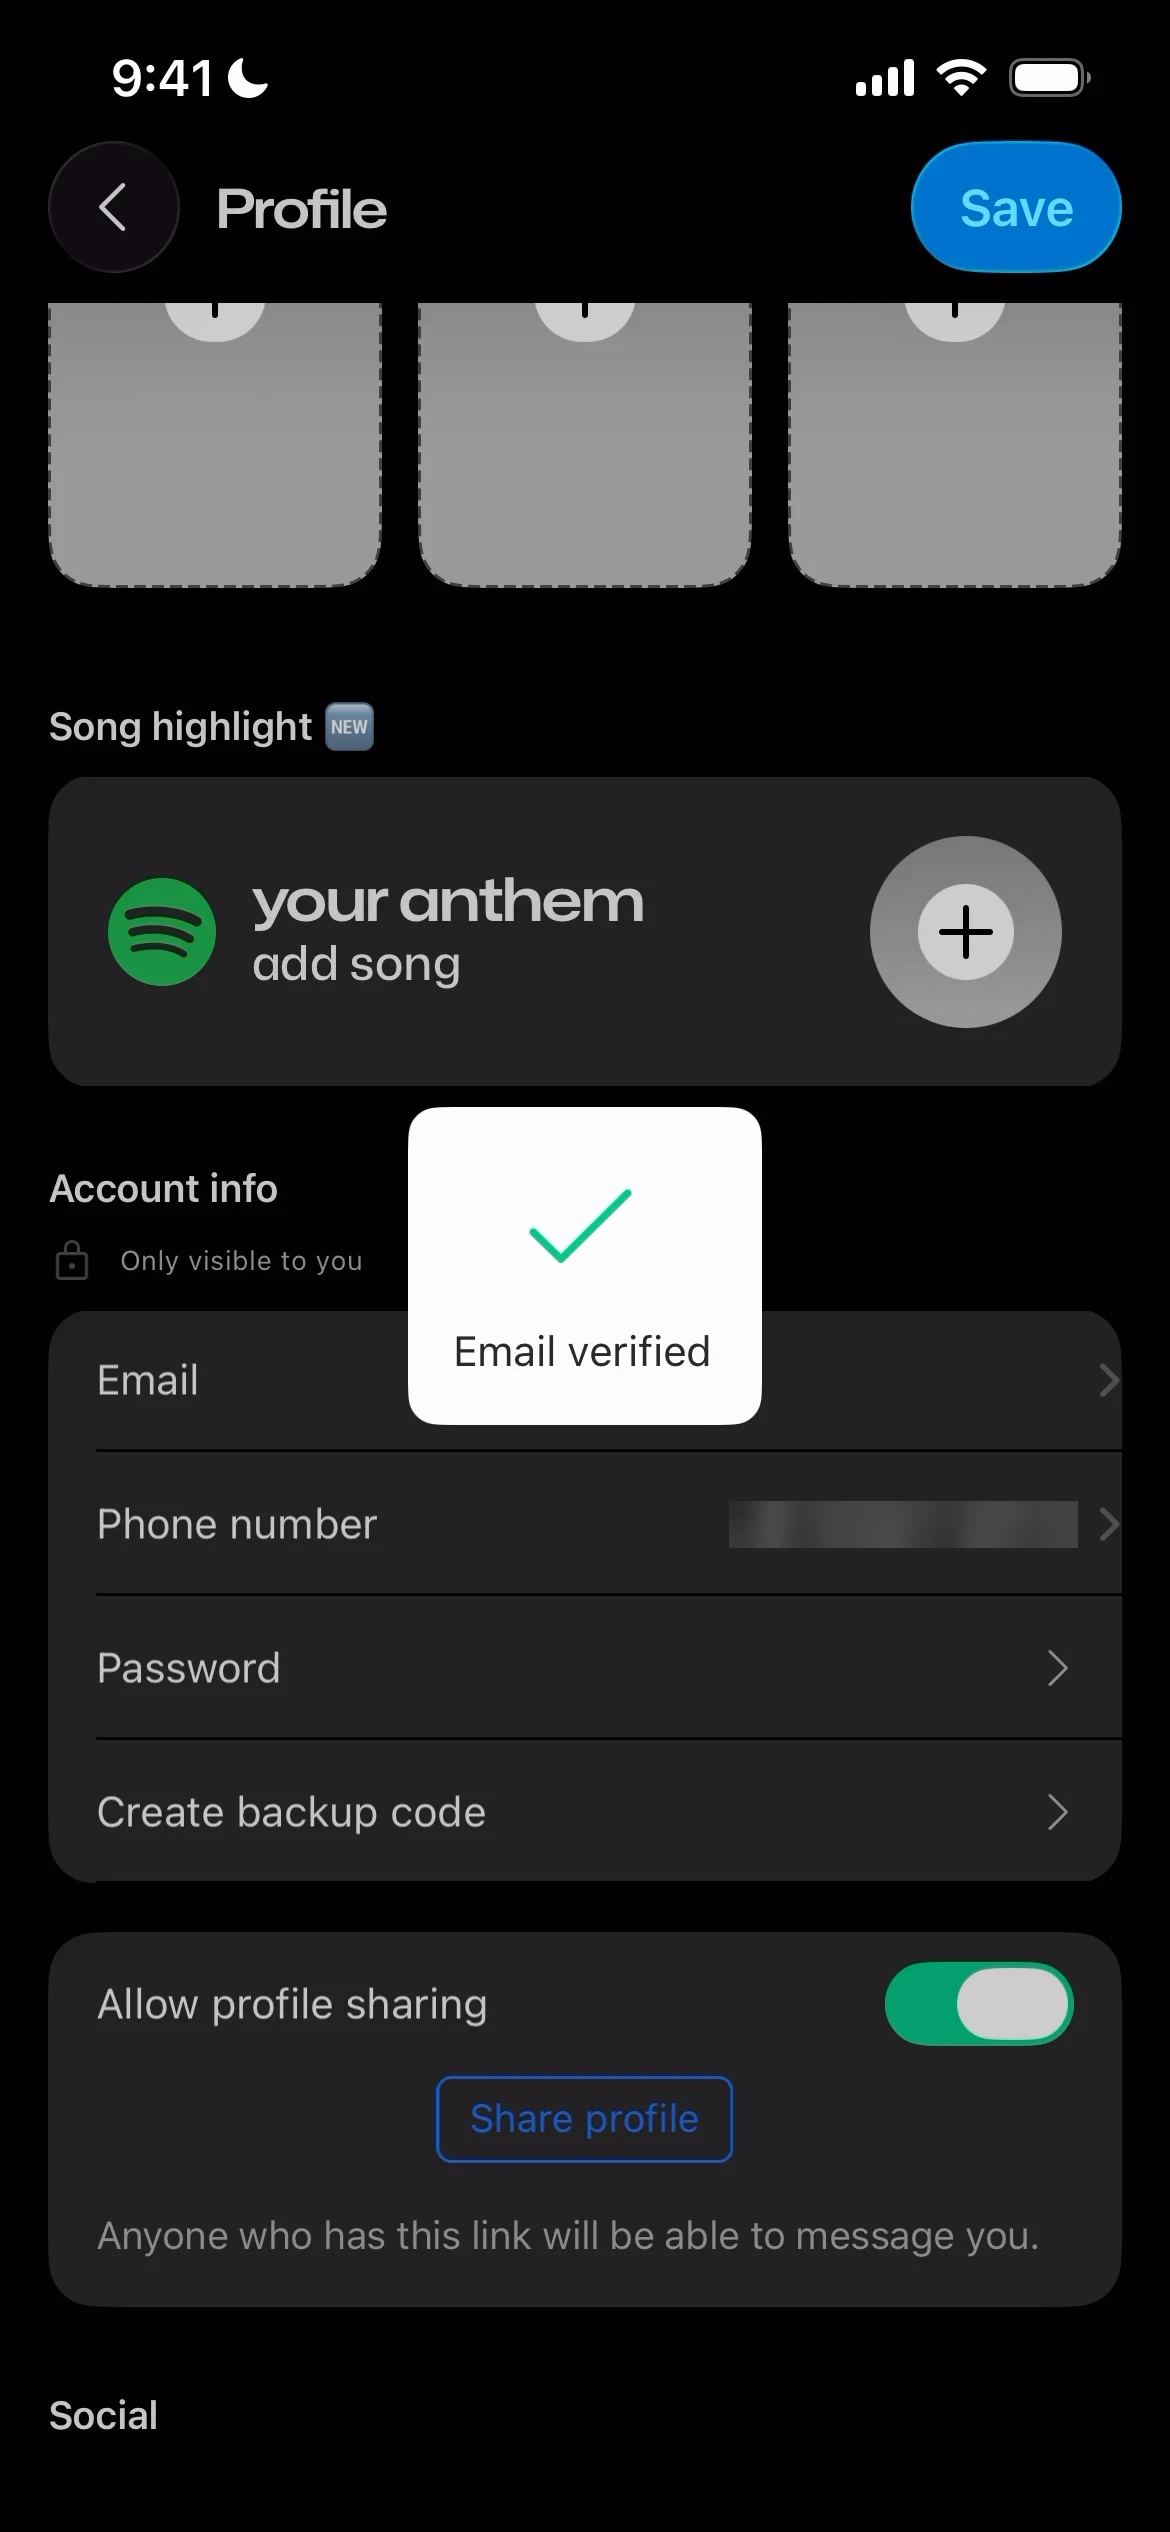 9:41
Profile
Save
Song highlight NEW
your anthem
add song
Account info
Only visible to you
Email verified
Email
Phone number
Password
Create backup code
Allow profile sharing
Share profile
Anyone who has this link will be able to message you.
Social